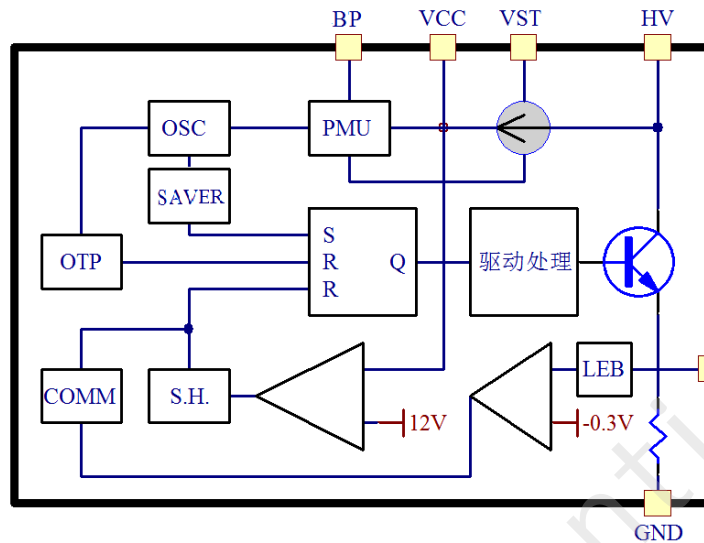 BP VCC VST HV
OSC PMU
SAVER
S
OTP R Q 驱动处理
R
LEB
COMM S.H. 12V -0.3V
GND